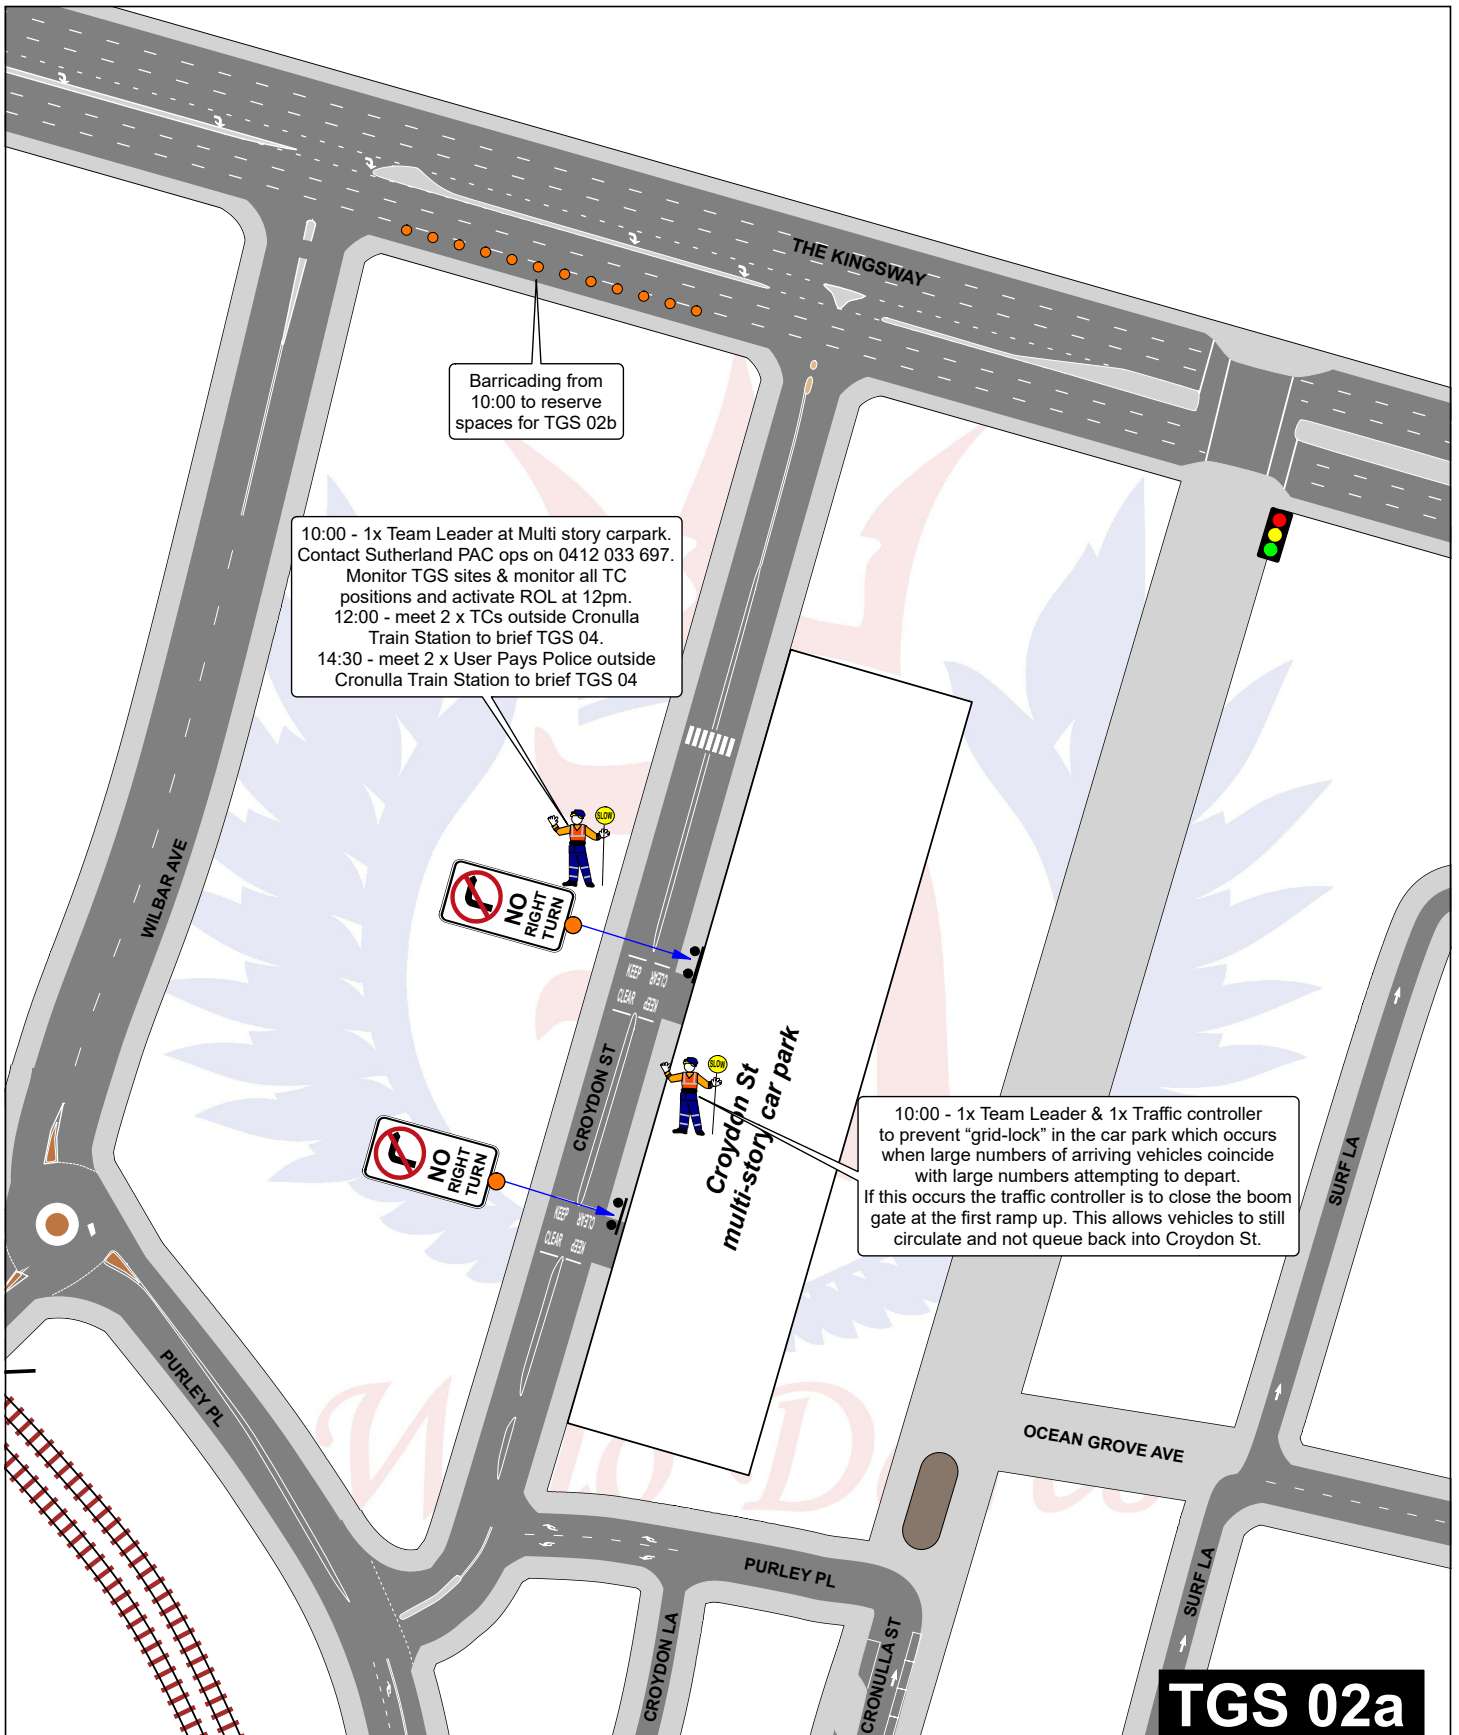 THE KINGSWAY
Barricading from
10:00 to reserve
spaces for TGS 02b
10:00 - 1x Team Leader at Multi story carpark.
Contact Sutherland PAC ops on 0412 033 697.
Monitor TGS sites & monitor all TC
positions and activate ROL at 12pm.
12:00 - meet 2 x TCs outside Cronulla
Train Station to brief TGS 04.
14:30 - meet 2 x User Pays Police outside
Cronulla Train Station to brief TGS 04
SLOW
WILBAR AVE
NO
RIGHT
TURN
KEEP
CLEAR
KEEP
CLEAR
CROYDON ST
SLOW
Croydon St
multi-story car park
10:00 - 1x Team Leader & 1x Traffic controller
to prevent “grid-lock” in the car park which occurs
when large numbers of arriving vehicles coincide
with large numbers attempting to depart.
If this occurs the traffic controller is to close the boom
gate at the first ramp up. This allows vehicles to still
circulate and not queue back into Croydon St.
NO
RIGHT
TURN
KEEP
CLEAR
KEEP
CLEAR
SURF LA
PURLEY PL
OCEAN GROVE AVE
PURLEY PL
SURF LA
CROYDON LA
CRONULLA ST
TGS 02a